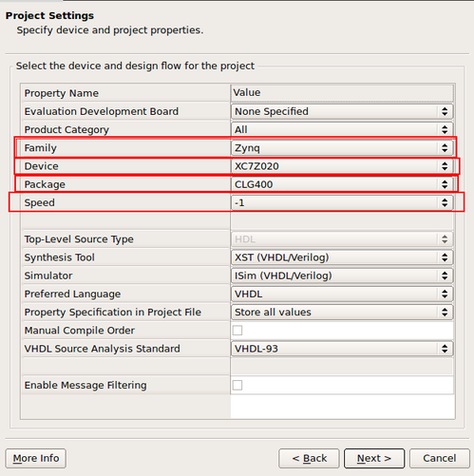 Project Settings
Specify device and project properties.
Select the device and design flow for the project
Property Name Value
Evaluation Development Board None Specified
Product Category All
Family Zynq
Device XC7Z020
Package CLG400
Speed -1
Top-Level Source Type HDL
Synthesis Tool XST (VHDL/Verilog)
Simulator ISim (VHDL/Verilog)
Preferred Language VHDL
Property Specification in Project File Store all values
Manual Compile Order
VHDL Source Analysis Standard VHDL-93
Enable Message Filtering
More Info < Back Next > Cancel